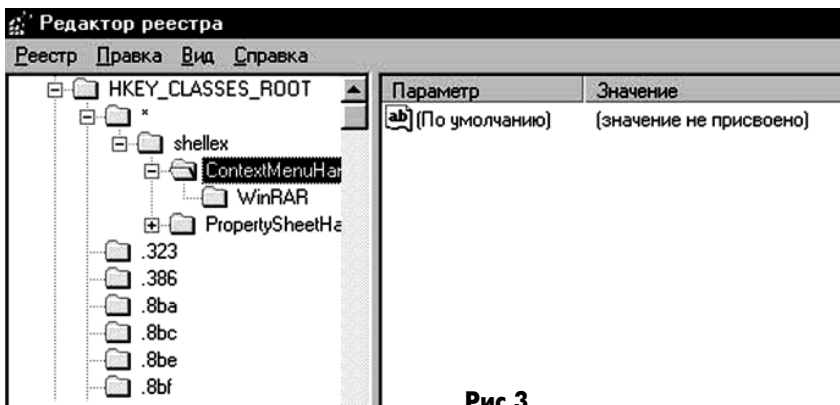 Редактор реестра
Реестр Правка Вид Справка
HKEY_CLASSES_ROOT
*
shellex
ContextMenuHar
WinRAR
PropertySheetHa
.323
.386
.8ba
.8bc
.8be
.8bf
Параметр Значение
(По умолчанию) (значение не присвоено)
Рис 3